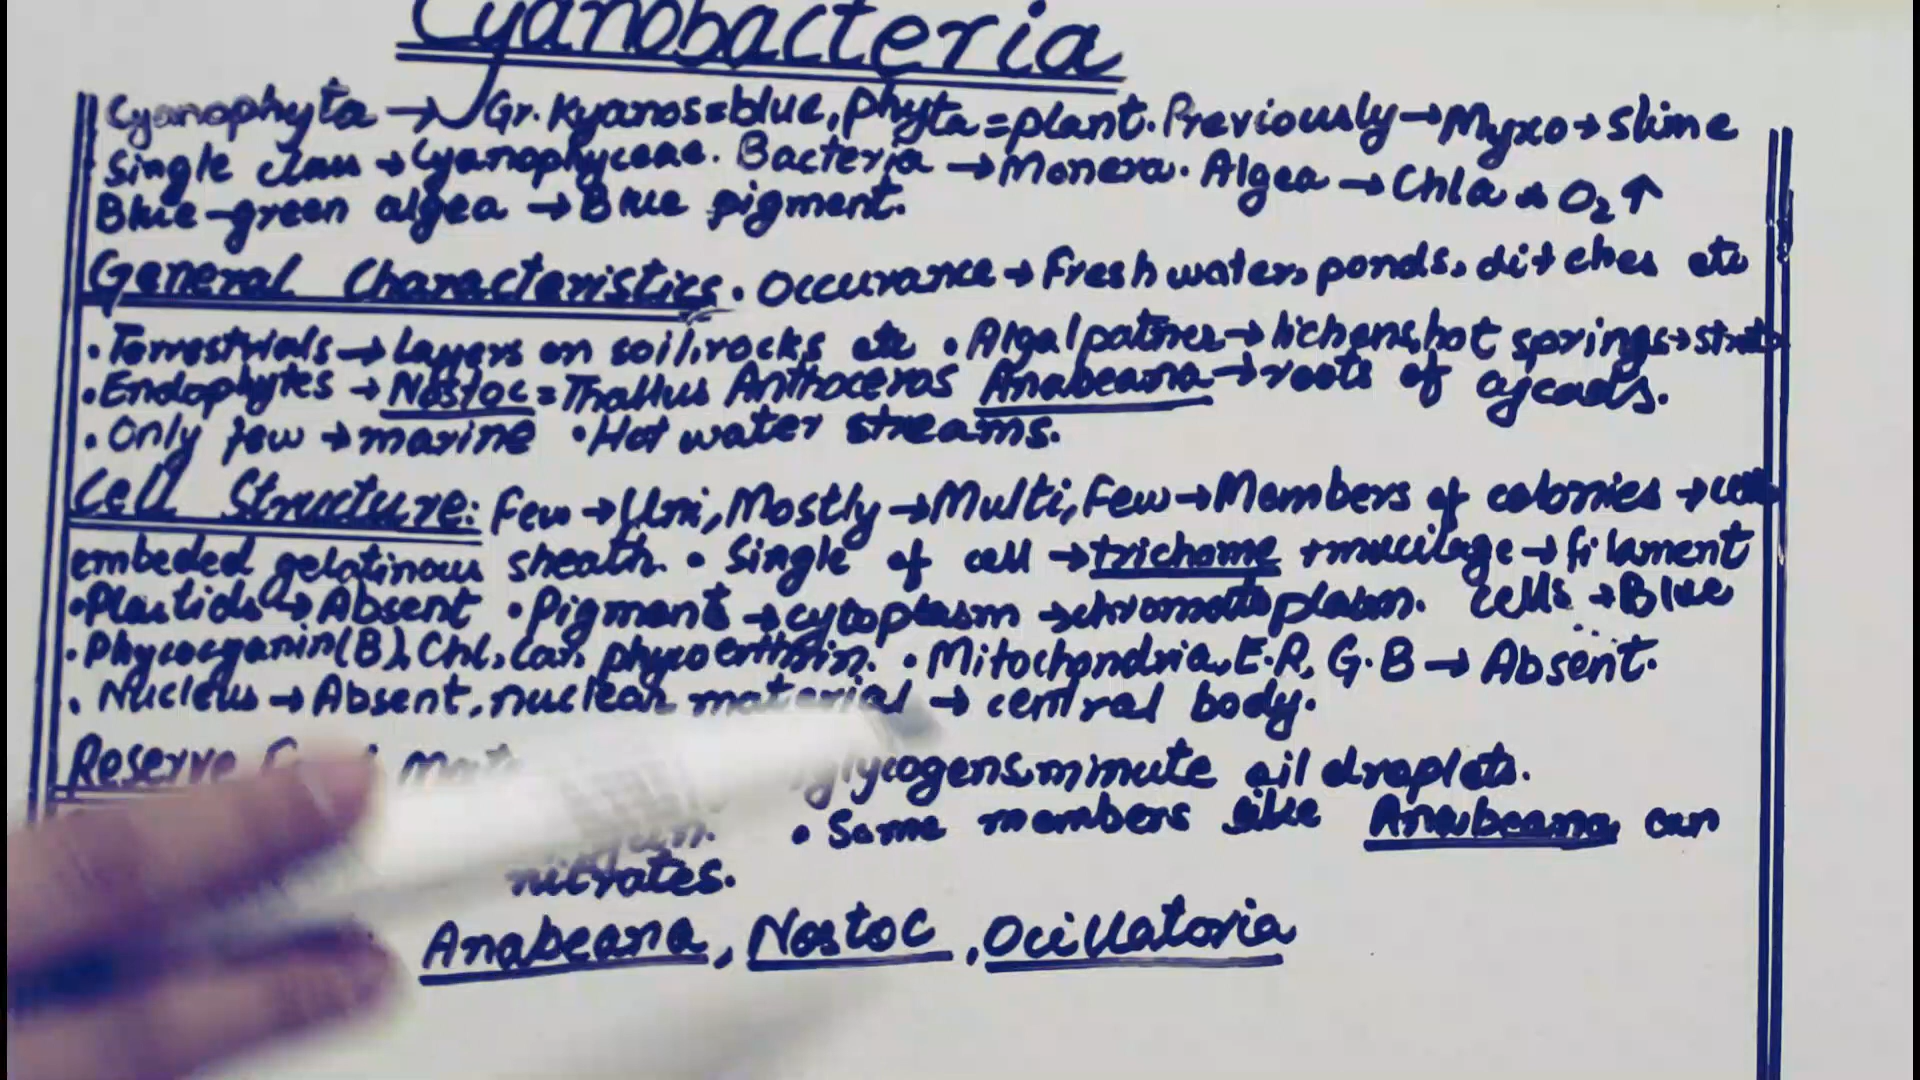 Cyanobacteria
Cyanophyta → Gr. Kyanos=blue, phyta=plant. Previously→Myxo→slime
Single class →Cyanophyceae. Bacteria →Monera. Algea →Chla & O₂↑
Blue-green algea →Blue pigment.
General Characteristics. Occurance→Fresh water, ponds, ditches etc
•Terrestrials→Layers on soil, rocks etc •Algal patner→lichens, hot springs→
•Endophytes →Nostoc=Thallus Anthoceros Anabeana→roots of cycads.
•Only few →marine •Hot water streams.
Cell Structure: Few→Uni, Mostly→Multi, Few→Members of colonies →
embeded gelatinous sheath. • Single of cell →trichome +mucilage→filament
•Plastids→Absent •Pigments→cytoplasm →chromatoplasm. Cells →Blue
•Phycocyanin(B), Chl, Car, phycoerthrin. •Mitochondria, E.R, G.B→Absent.
• Nucleus→Absent, nuclear material →central body.
Reserve glycogens, minute oil droplets.
• Some members like Anabeana can
nitrates.
Anabeana, Nostoc, Ocillatoria